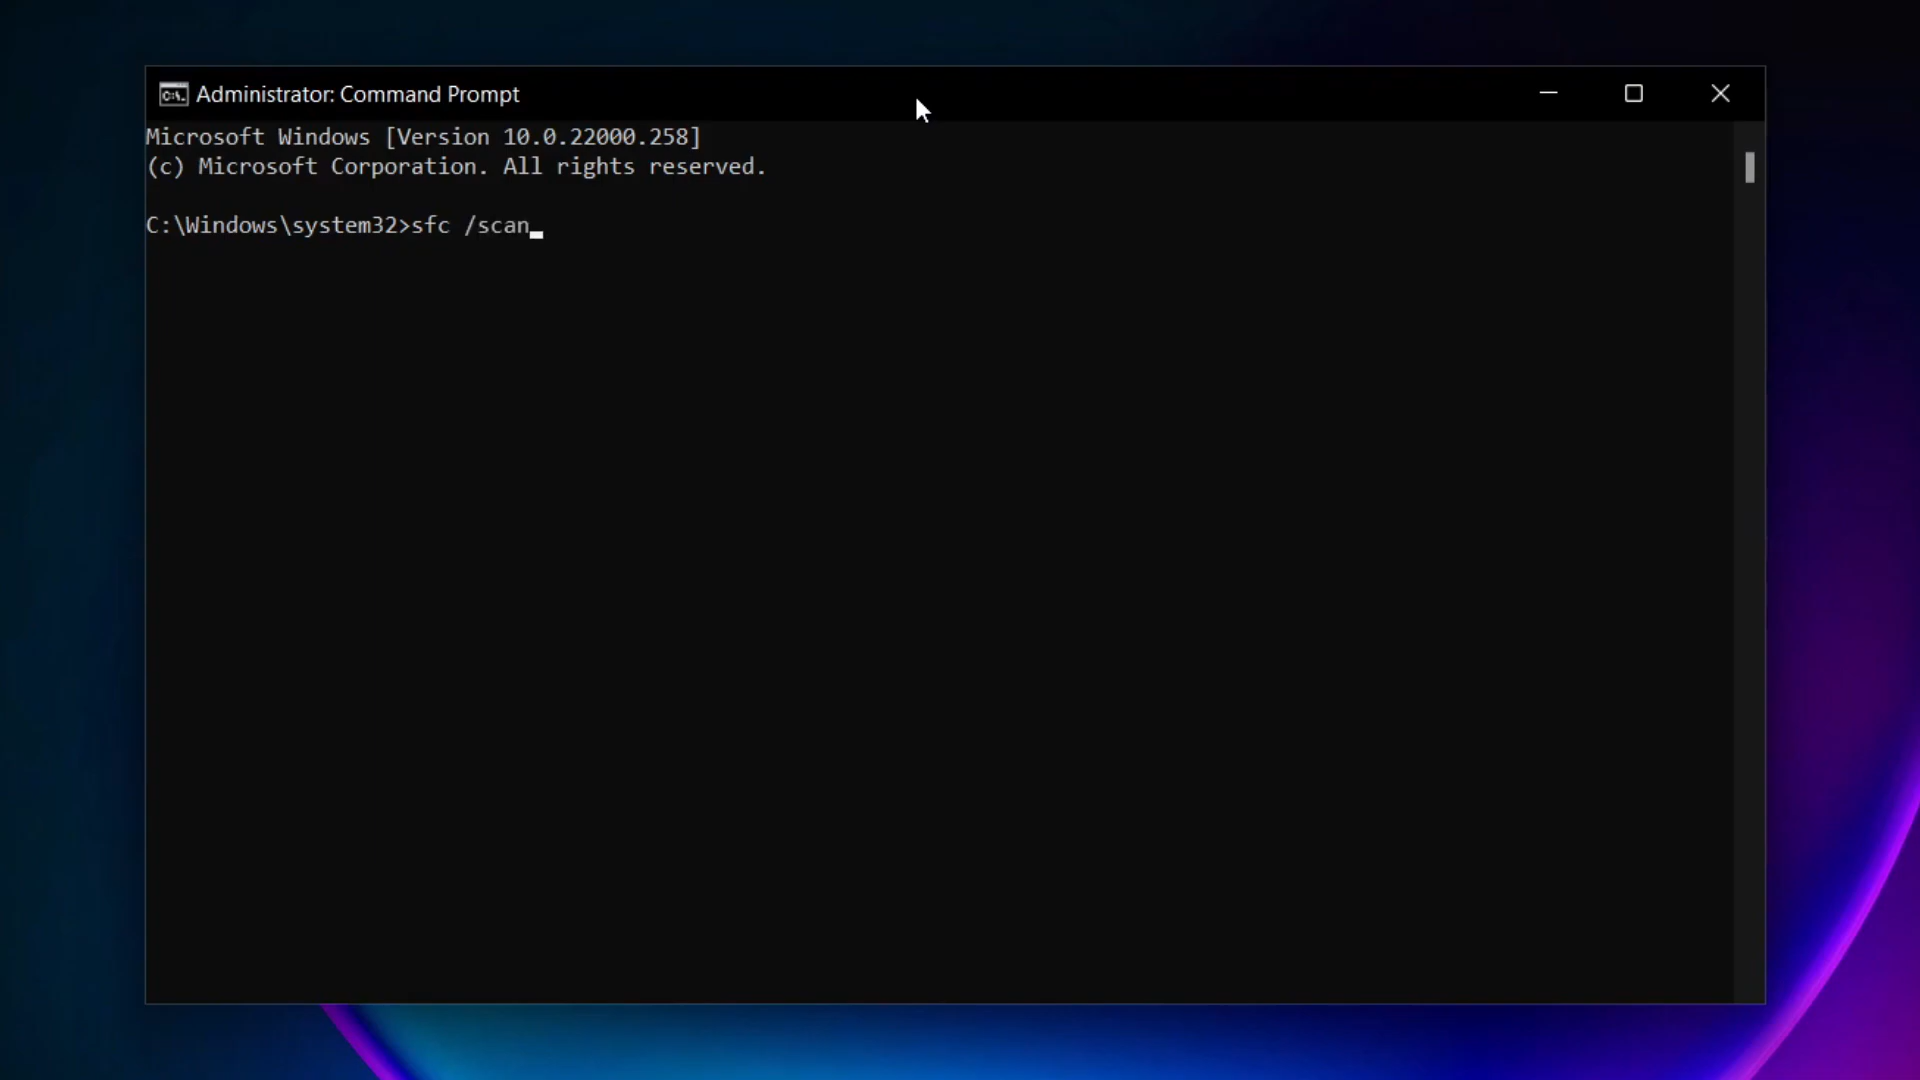 Administrator: Command Prompt
Microsoft Windows [Version 10.0.22000.258]
(c) Microsoft Corporation. All rights reserved.
C:\Windows\system32>sfc /scan